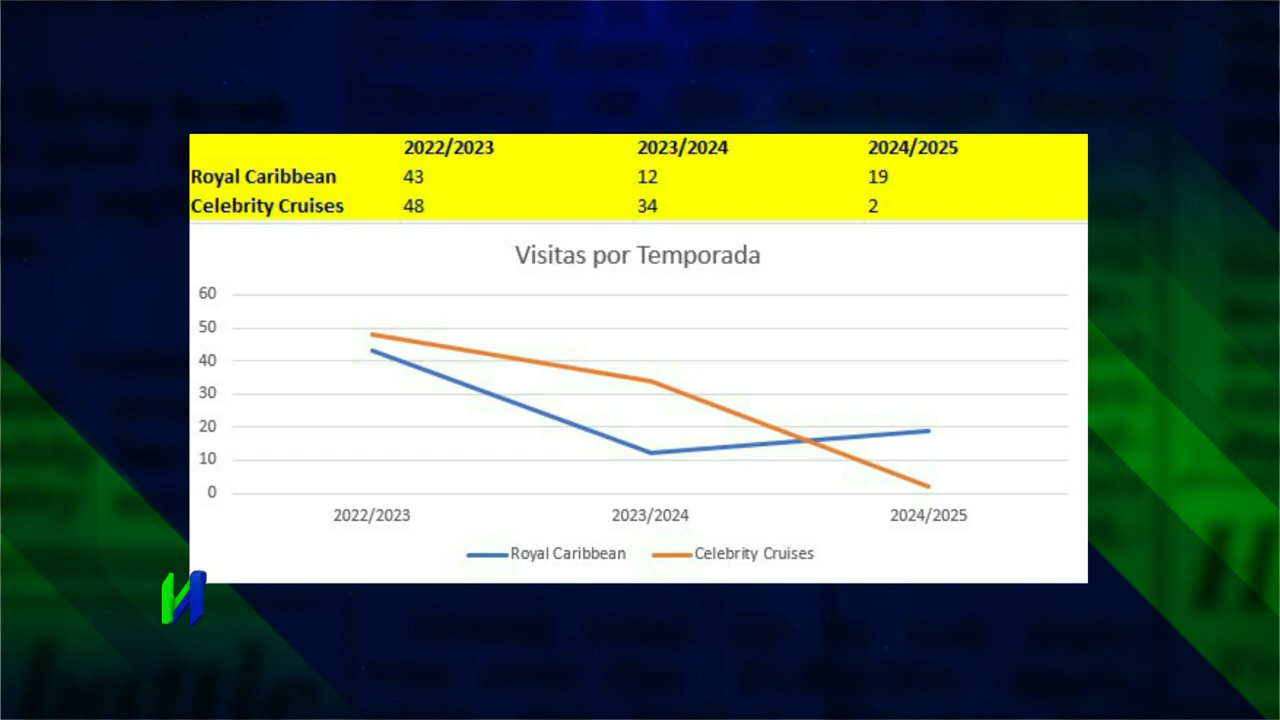 2022/2023 2023/2024 2024/2025
Royal Caribbean 43 12 19
Celebrity Cruises 48 34 2
Visitas por Temporada
60
50
40
30
20
10
0
2022/2023 2023/2024 2024/2025
Royal Caribbean Celebrity Cruises